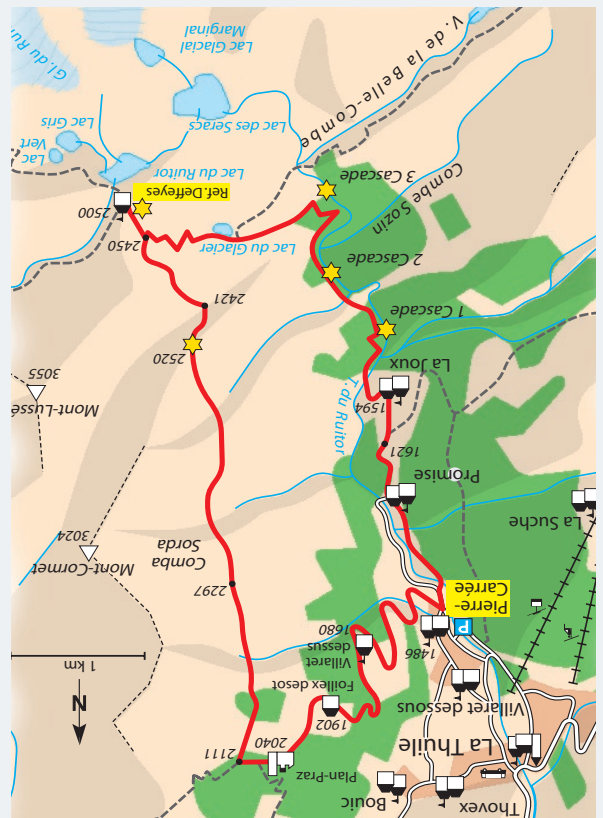 Thovex
Bouic
La Thuile
Plan-Praz
2040
2111
Villaret dessous
1902
Foillex desot
N
1 km
1486
Villaret
dessus
1680
P
Pierre-
Carrée
2297
Comba
Sorda
Mont-Cormet
3024
La Suche
Promise
1621
T. du Ruitor
Mont-Lussé
3055
1594
La Joux
2520
1 Cascade
2421
2 Cascade
2450
Lac du Glacier
2500
Combe Sozin
3 Cascade
Ref. Deffeyes
Lac du Ruitor
V. de la Belle-Combe
Lac
Vert
Lac des Seracs
Lac Gris
Lac Glacial
Marginal
Gl. du Rui